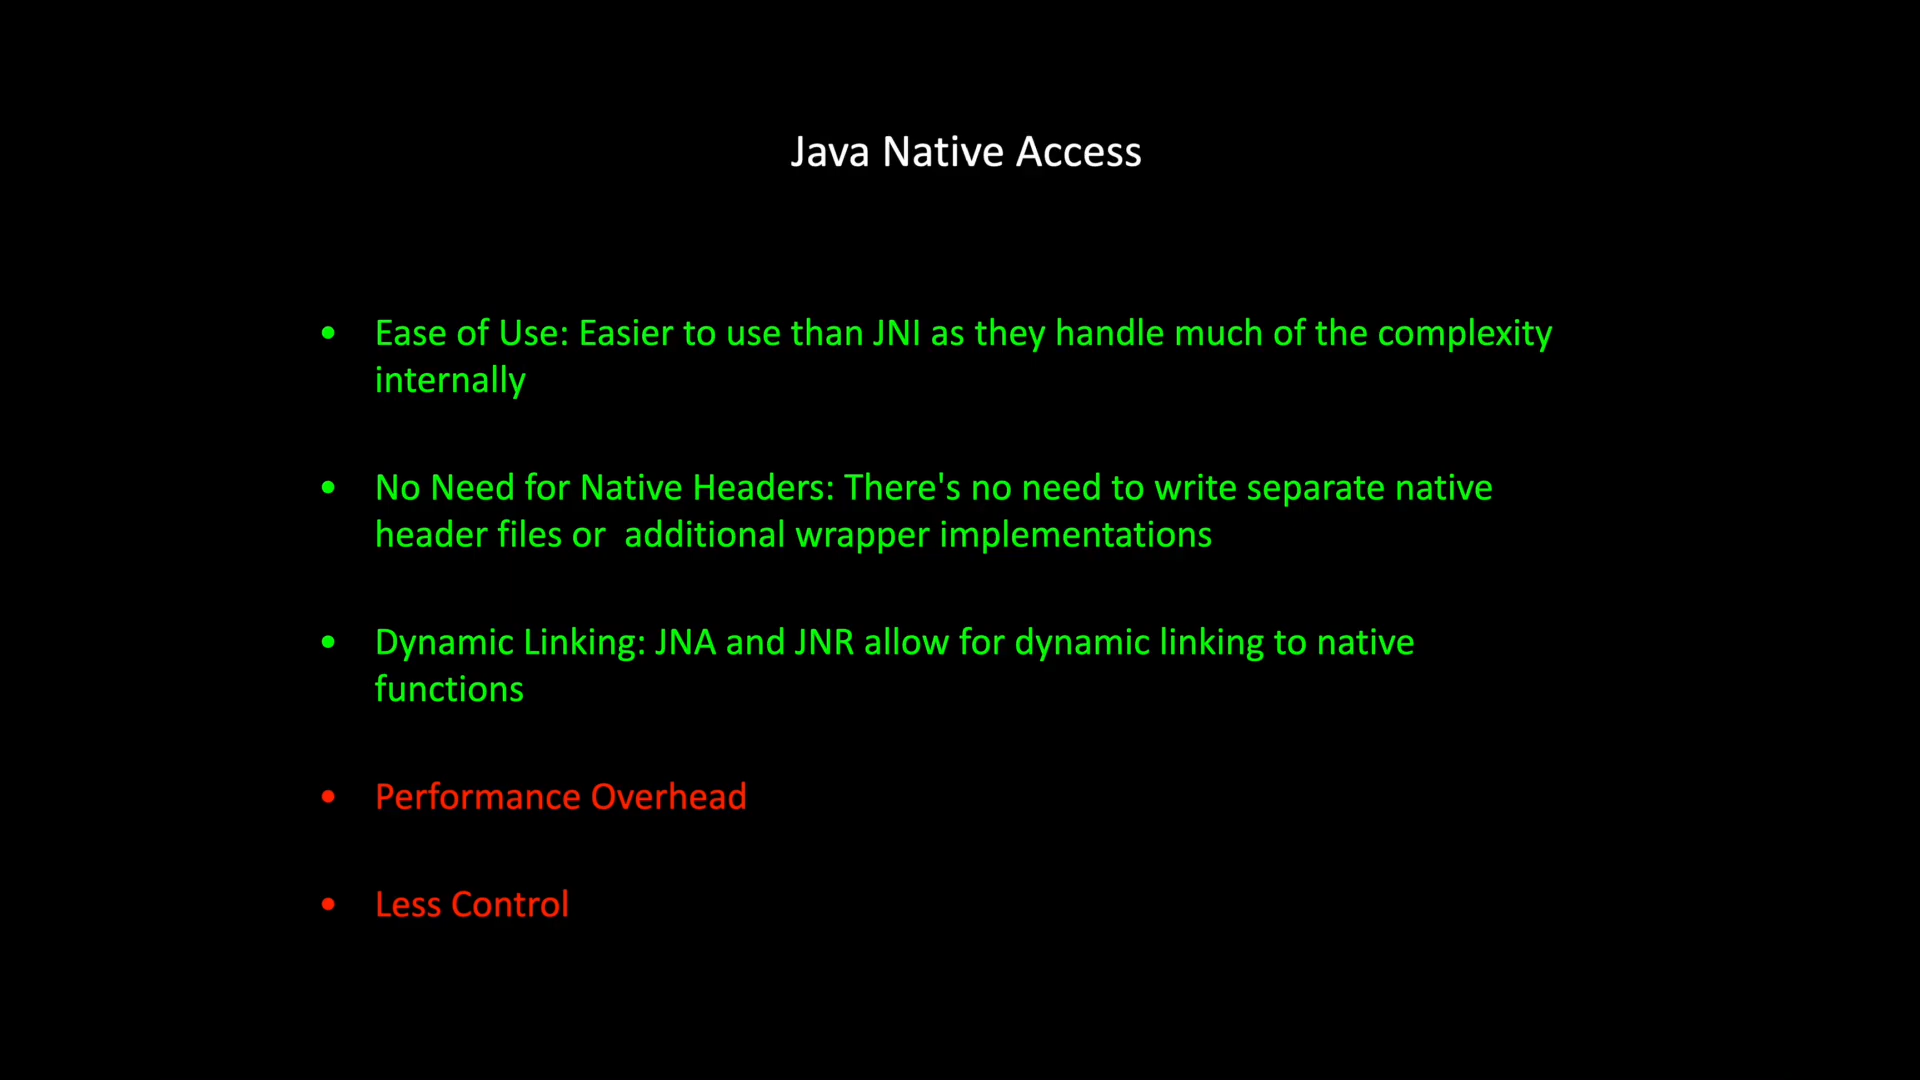 Java Native Access
• Ease of Use: Easier to use than JNI as they handle much of the complexity
internally
• No Need for Native Headers: There's no need to write separate native
header files or  additional wrapper implementations
• Dynamic Linking: JNA and JNR allow for dynamic linking to native
functions
• Performance Overhead
• Less Control